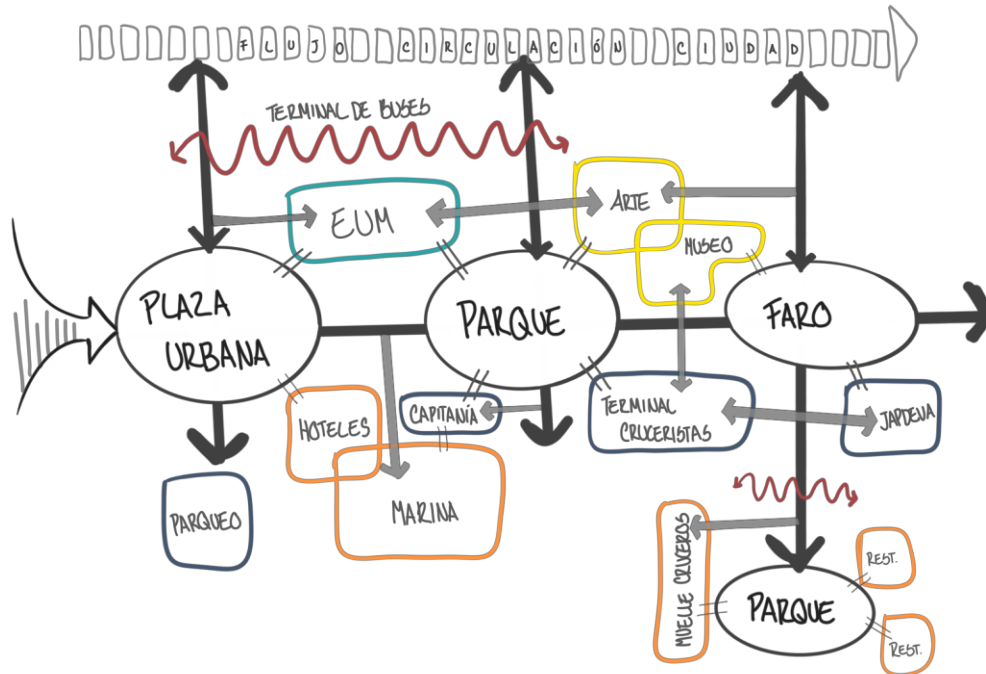 FLUJO CIRCULACIÓN CIUDAD
TERMINAL DE BUSES
EUM
ARTE
MUSEO
PLAZA
URBANA
PARQUE
FARO
HOTELES
CAPITANÍA
TERMINAL
CRUCERISTAS
JAPDEVA
PARQUEO
MARINA
MUELLE CRUCEROS
PARQUE
REST.
REST.